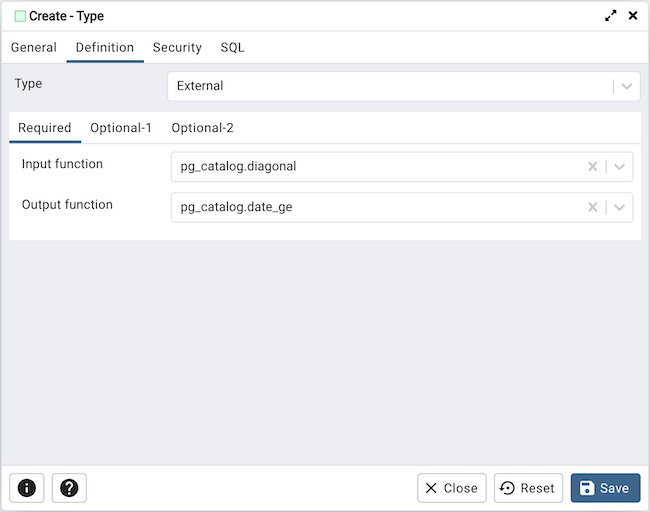 Create - Type
General Definition Security SQL
Type External
Required Optional-1 Optional-2
Input function pg_catalog.diagonal
Output function pg_catalog.date_ge
Close Reset Save